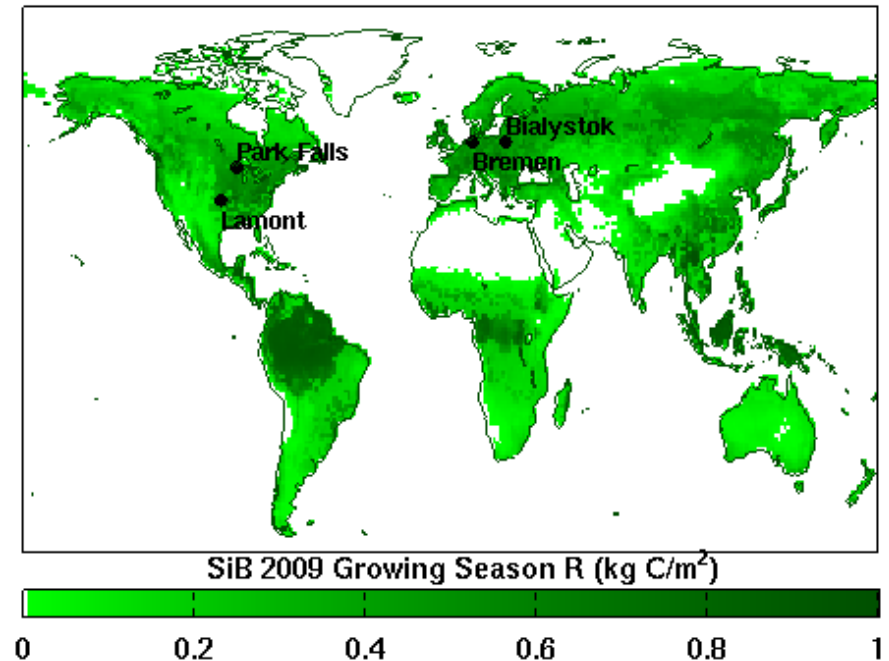 Bialystok
Park Falls
Bremen
Lamont
SiB 2009 Growing Season R (kg C/m²)
0 0.2 0.4 0.6 0.8 1